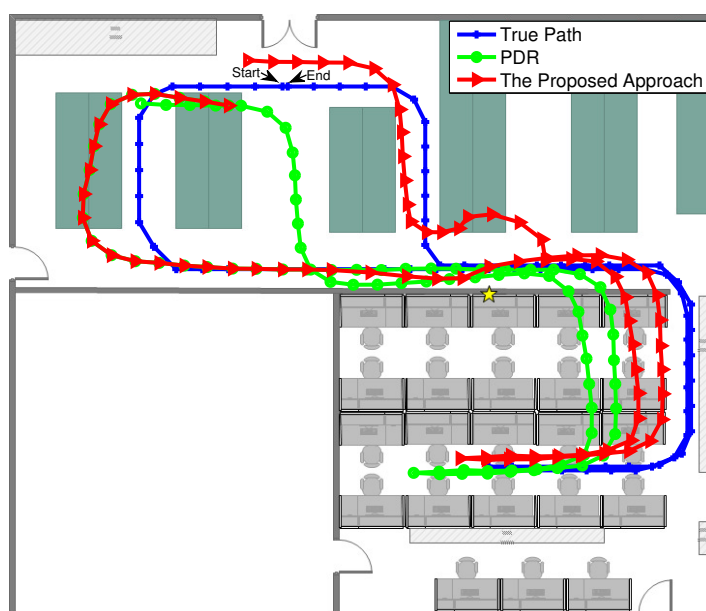 True Path
PDR
The Proposed Approach
Start
End